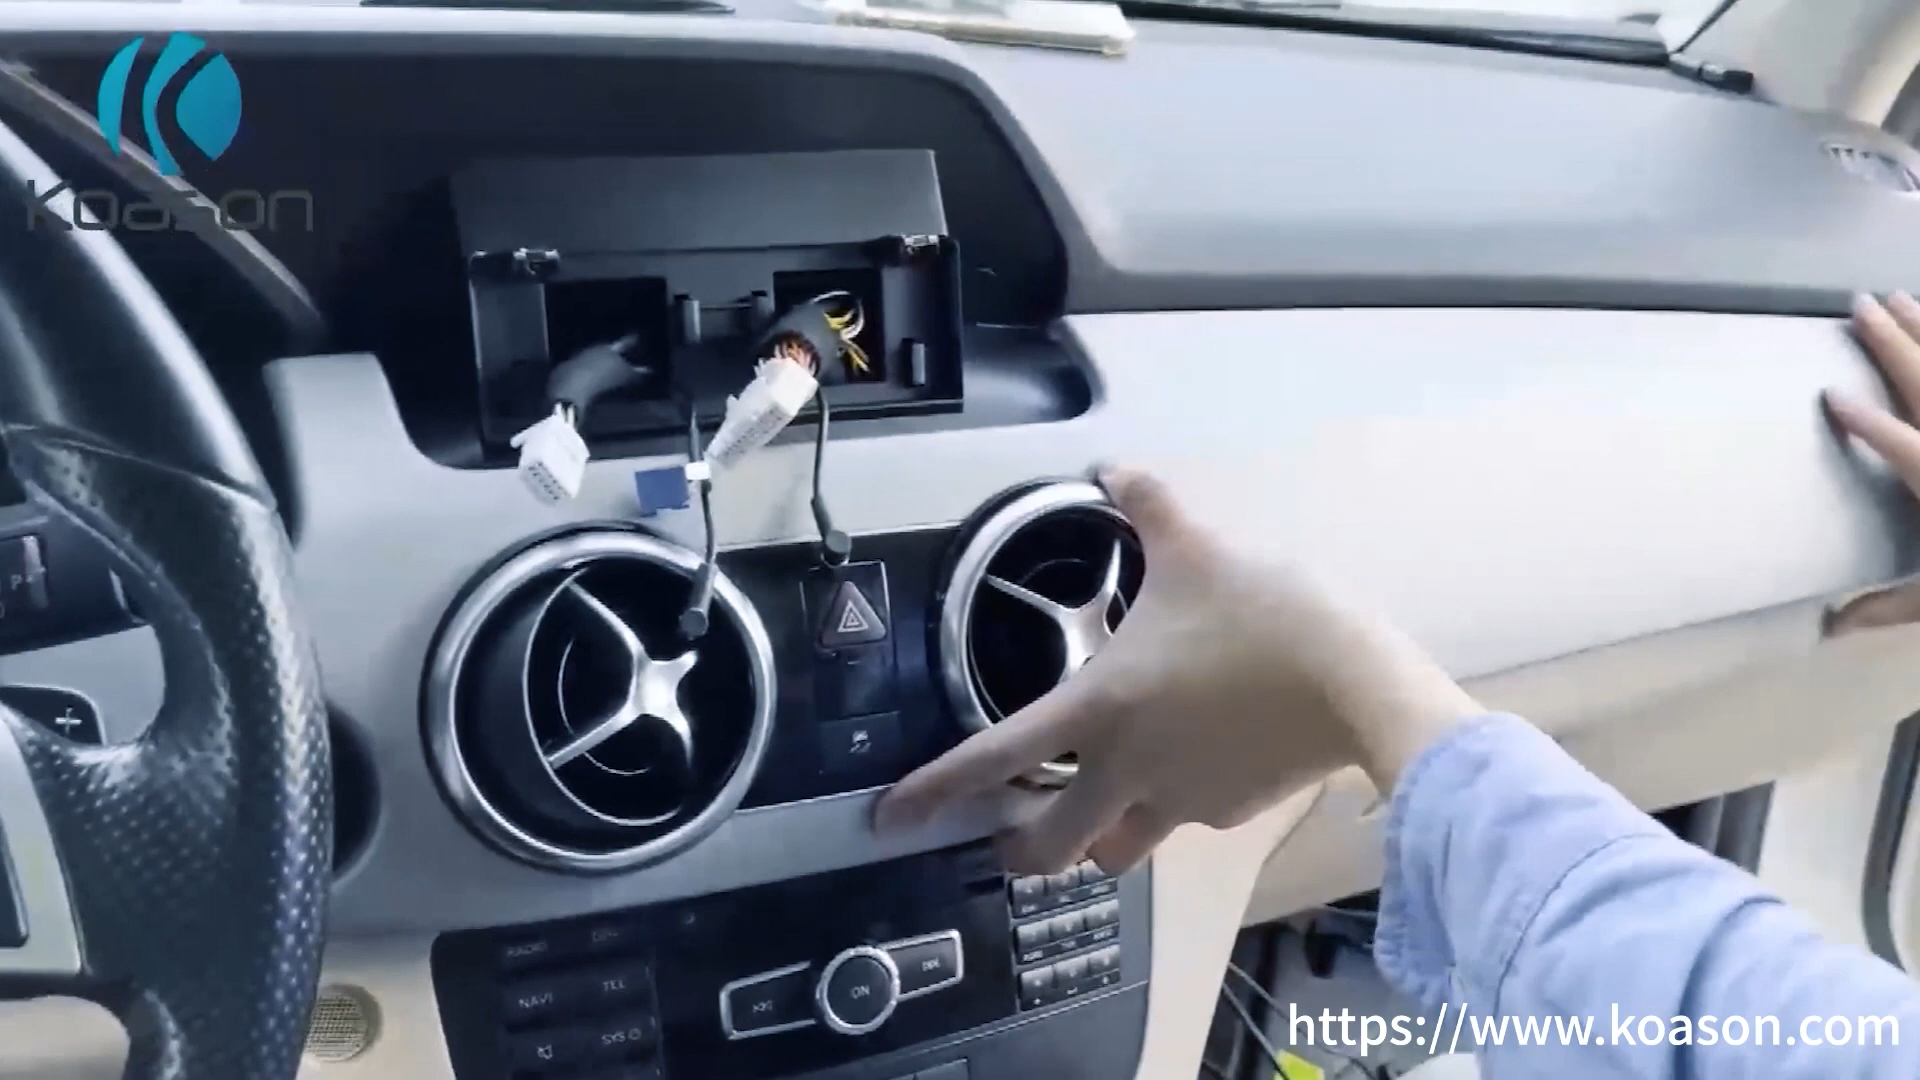 Koason
P
+
RADIO
NAVI
TEL
SYS
ON
https://www.koason.com